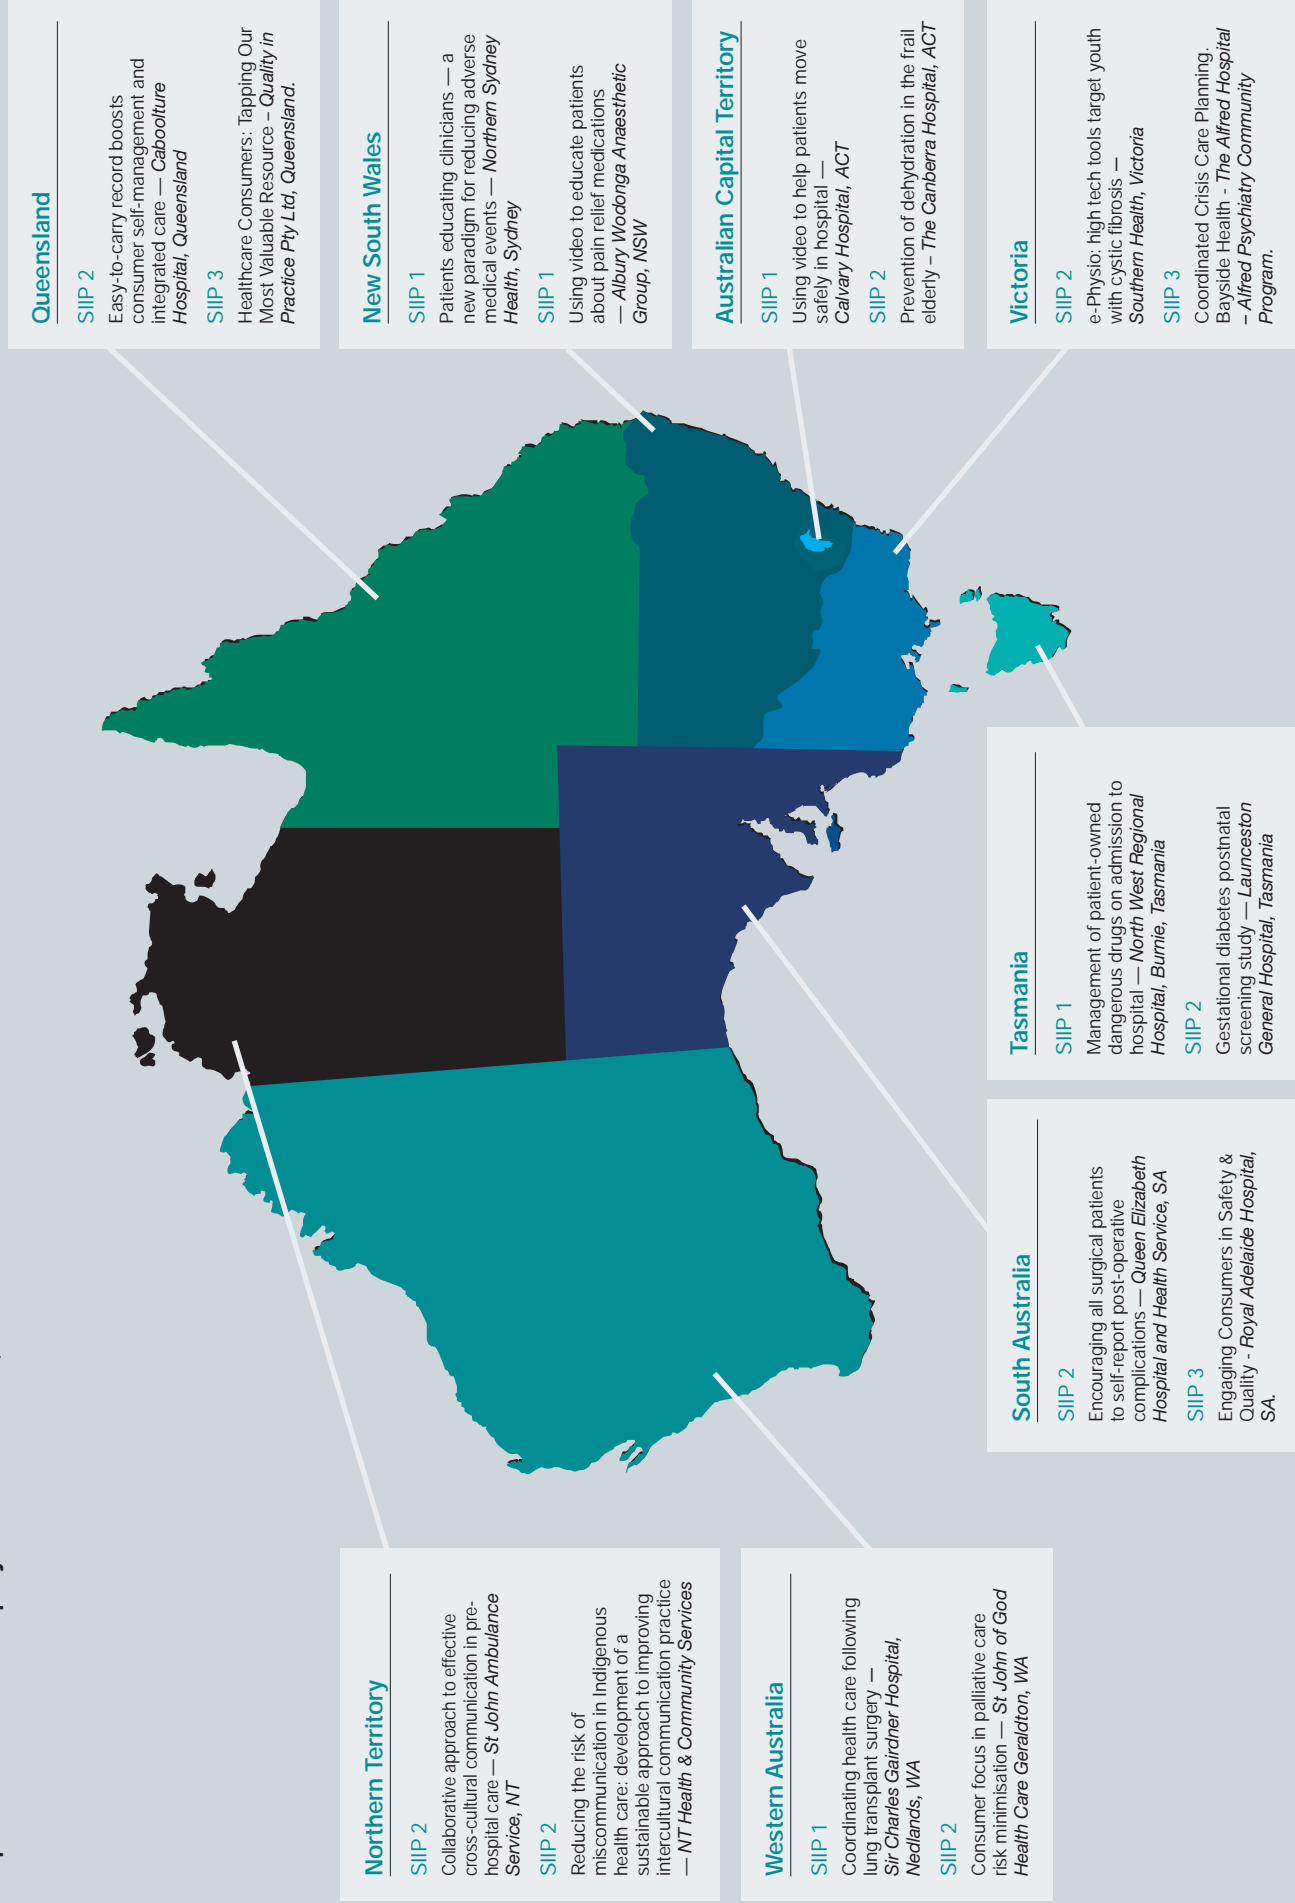 Northern Territory
SIIP 2
Collaborative approach to effective
cross-cultural communication in pre-
hospital care — St John Ambulance
Service, NT
SIIP 2
Reducing the risk of
miscommunication in Indigenous
health care: development of a
sustainable approach to improving
intercultural communication practice
— NT Health & Community Services
Western Australia
SIIP 1
Coordinating health care following
lung transplant surgery —
Sir Charles Gairdner Hospital,
Nedlands, WA
SIIP 2
Consumer focus in palliative care
risk minimisation — St John of God
Health Care Geraldton, WA
South Australia
SIIP 2
Encouraging all surgical patients
to self-report post-operative
complications — Queen Elizabeth
Hospital and Health Service, SA
SIIP 3
Engaging Consumers in Safety &
Quality - Royal Adelaide Hospital,
SA.
Tasmania
SIIP 1
Management of patient-owned
dangerous drugs on admission to
hospital — North West Regional
Hospital, Burnie, Tasmania
SIIP 2
Gestational diabetes postnatal
screening study — Launceston
General Hospital, Tasmania
Queensland
SIIP 2
Easy-to-carry record boosts
consumer self-management and
integrated care — Caboolture
Hospital, Queensland
SIIP 3
Healthcare Consumers: Tapping Our
Most Valuable Resource – Quality in
Practice Pty Ltd, Queensland.
New South Wales
SIIP 1
Patients educating clinicians — a
new paradigm for reducing adverse
medical events — Northern Sydney
Health, Sydney
SIIP 1
Using video to educate patients
about pain relief medications
— Albury Wodonga Anaesthetic
Group, NSW
Australian Capital Territory
SIIP 1
Using video to help patients move
safely in hospital —
Calvary Hospital, ACT
SIIP 2
Prevention of dehydration in the frail
elderly – The Canberra Hospital, ACT
Victoria
SIIP 2
e-Physio: high tech tools target youth
with cystic fibrosis —
Southern Health, Victoria
SIIP 3
Coordinated Crisis Care Planning.
Bayside Health - The Alfred Hospital
– Alfred Psychiatry Community
Program.